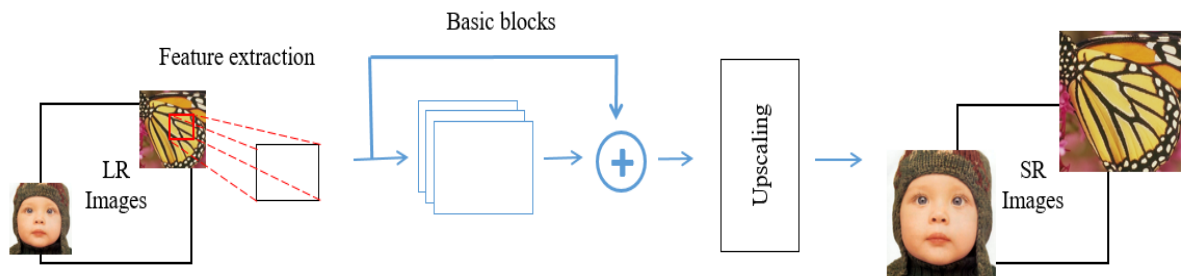 Basic blocks
Feature extraction
LR
Images
Upscaling
SR
Images